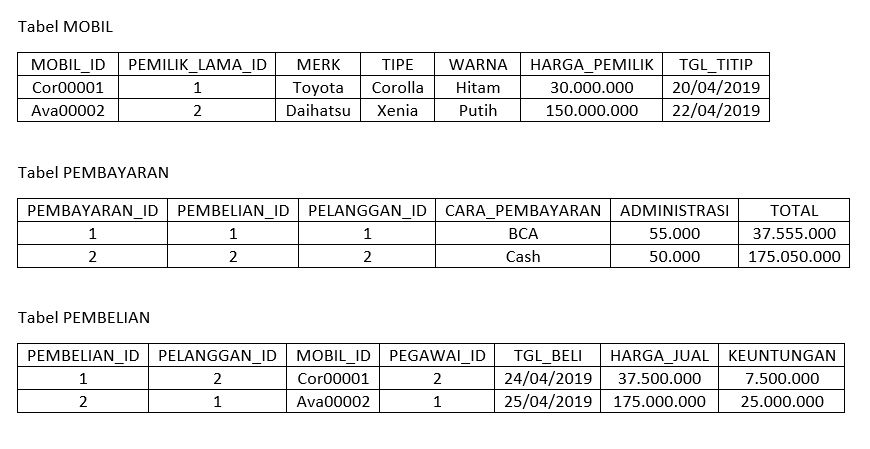 Tabel MOBIL
MOBIL_ID PEMILIK_LAMA_ID MERK TIPE WARNA HARGA_PEMILIK TGL_TITIP
Cor00001 1 Toyota Corolla Hitam 30.000.000 20/04/2019
Ava00002 2 Daihatsu Xenia Putih 150.000.000 22/04/2019
Tabel PEMBAYARAN
PEMBAYARAN_ID PEMBELIAN_ID PELANGGAN_ID CARA_PEMBAYARAN ADMINISTRASI TOTAL
1 1 1 BCA 55.000 37.555.000
2 2 2 Cash 50.000 175.050.000
Tabel PEMBELIAN
PEMBELIAN_ID PELANGGAN_ID MOBIL_ID PEGAWAI_ID TGL_BELI HARGA_JUAL KEUNTUNGAN
1 2 Cor00001 2 24/04/2019 37.500.000 7.500.000
2 1 Ava00002 1 25/04/2019 175.000.000 25.000.000